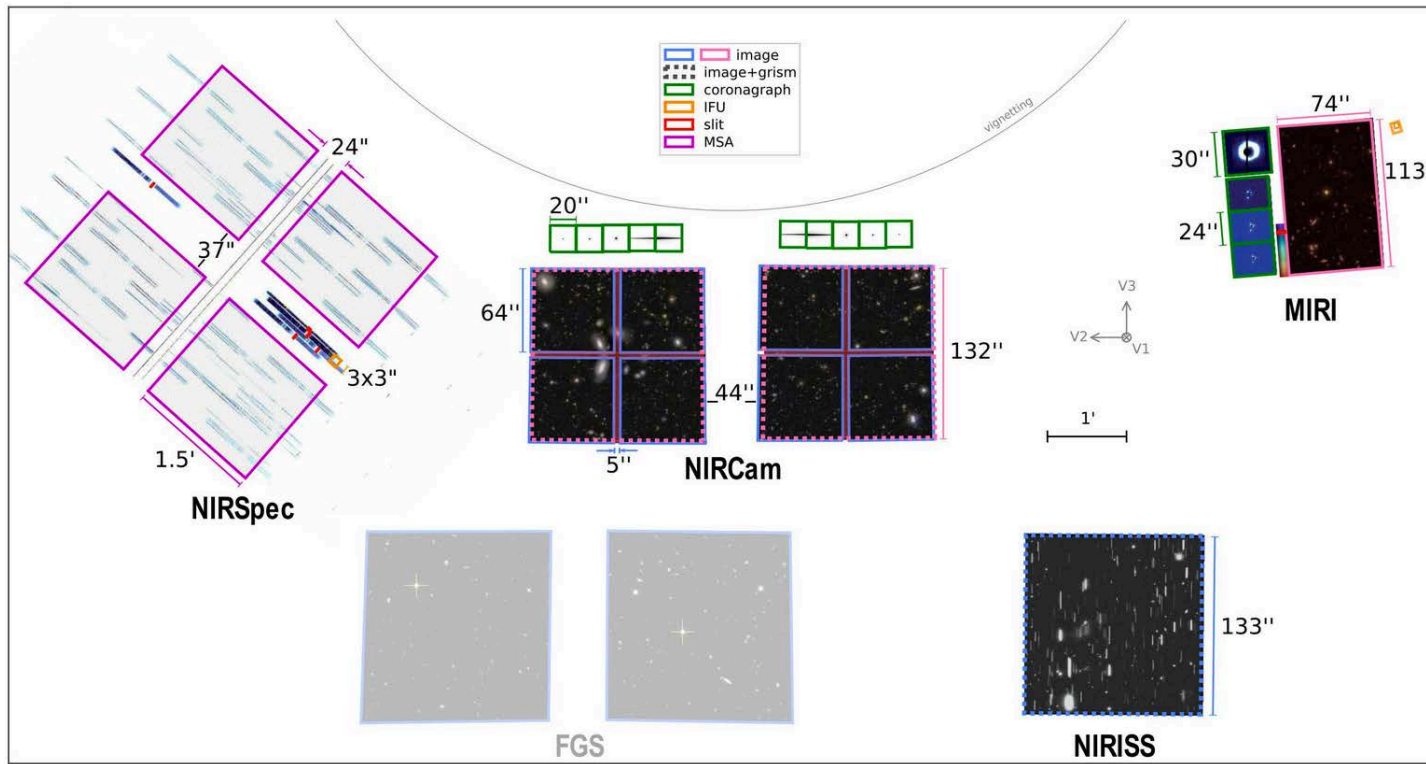 image
image+grism
coronagraph
IFU
slit
MSA
vignetting
24"
37"
3x3"
1.5'
NIRSpec
20''
64''
44''
132''
5''
NIRCam
74''
30''
113
24''
MIRI
V3
V2
V1
1'
FGS
133''
NIRISS